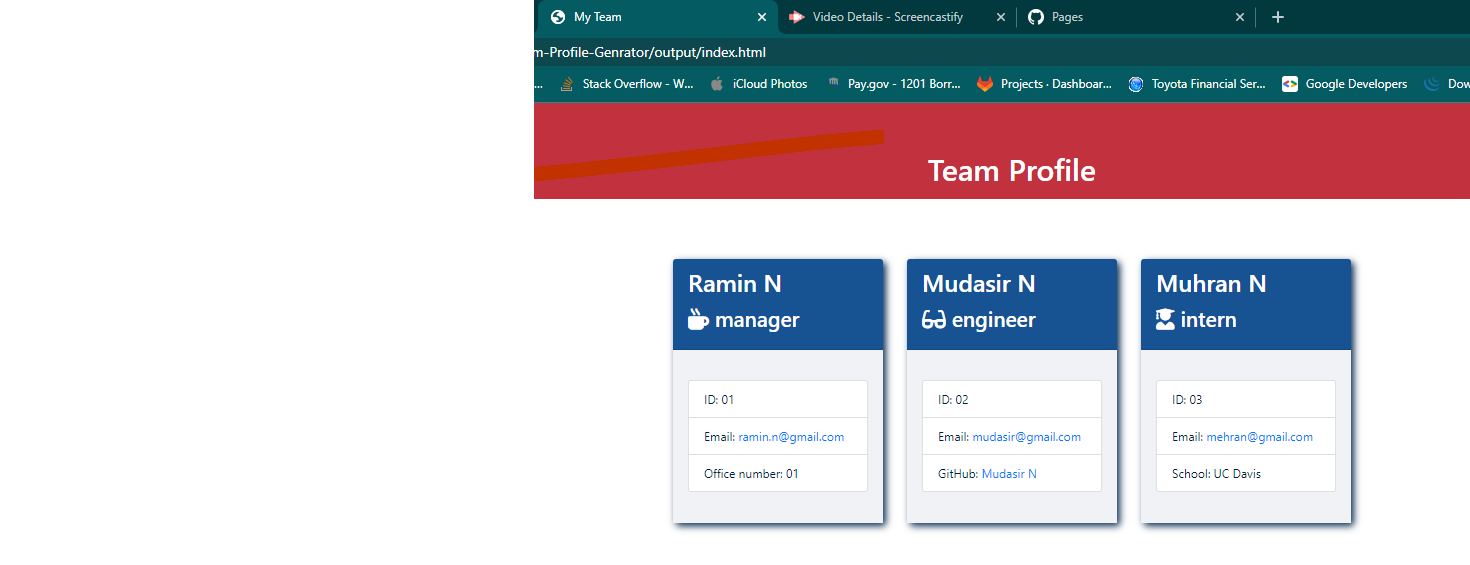 My Team Video Details - Screencastify Pages
m-Profile-Genrator/output/index.html
... Stack Overflow - W... iCloud Photos Pay.gov - 1201 Borr... Projects · Dashboar... Toyota Financial Ser... Google Developers Dow
Team Profile
Ramin N
manager
ID: 01
Email: ramin.n@gmail.com
Office number: 01
Mudasir N
engineer
ID: 02
Email: mudasir@gmail.com
GitHub: Mudasir N
Muhran N
intern
ID: 03
Email: mehran@gmail.com
School: UC Davis